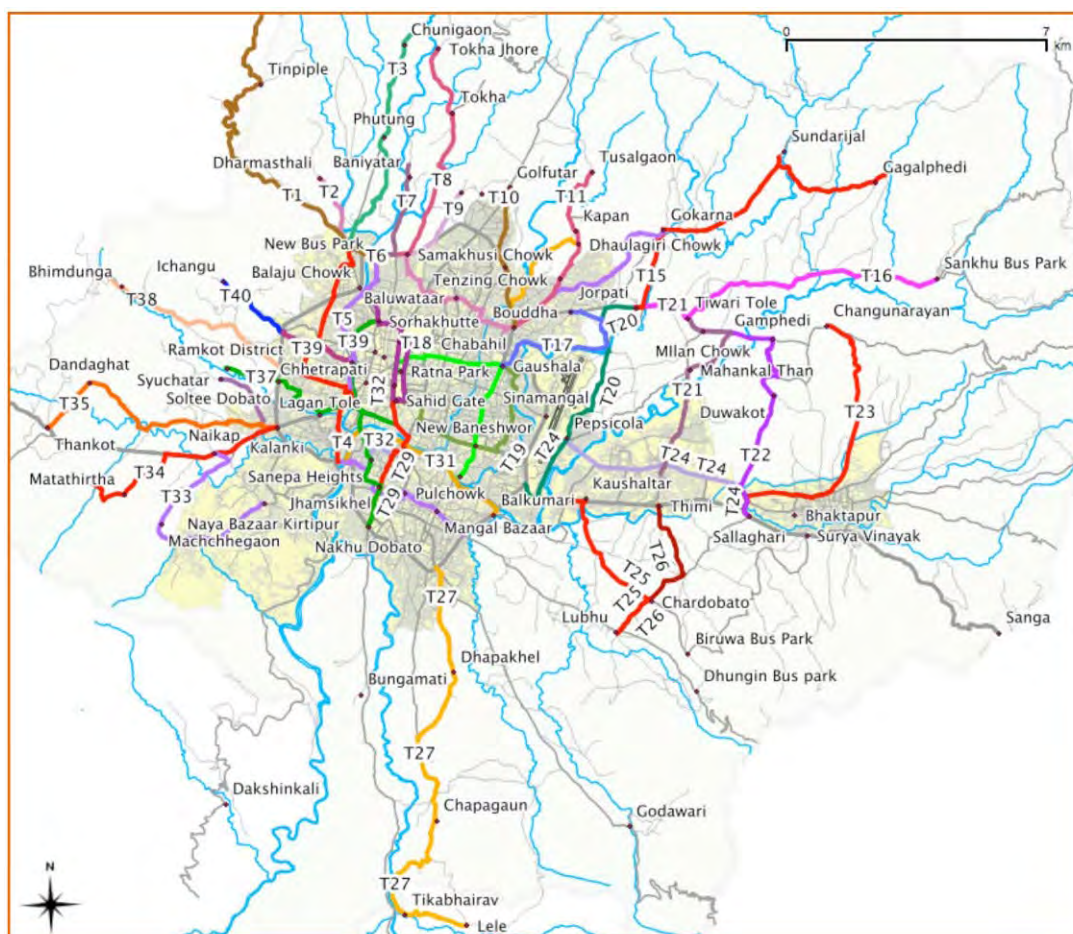 0 7
km
Chunigaon
T3
Tokha Jhore
Tinpiple
Tokha
Phutung
Sundarijal
Dharmasthali
Baniyatar
Tusalgaon
T8
Golfutar
Gagalphedi
T2
T1
T7
T9
T10
T11
Kapan
Gokarna
New Bus Park
T6
Samakhusi Chowk
Dhaulagiri Chowk
Bhimdunga
Ichangu
Balaju Chowk
Tenzing Chowk
T15
T16
Sankhu Bus Park
T38
T40
Baluwataar
Jorpati
T21
Tiwari Tole
Changunarayan
T5
Sorhakhutte
Bouddha
T20
Gamphedi
Ramkot District
T39
T39
T18
Chabahil
T17
MIlan Chowk
Dandaghat
Chhetrapati
Ratna Park
Gaushala
Mahankal Than
Syuchatar
T37
T32
T20
T21
Soltee Dobato
Lagan Tole
Sahid Gate
Sinamangal
Duwakot
T23
T35
Naikap
New Baneshwor
Pepsicola
Thankot
Kalanki
T4
T32
T29
T31
T19
T24
T24
T24
T22
Matathirtha
T34
Sanepa Heights
Kaushaltar
T33
Jhamsikhel
T29
Pulchowk
Balkumari
Thimi
T24
Bhaktapur
Naya Bazaar Kirtipur
Mangal Bazaar
Sallaghari
Surya Vinayak
Machchhegaon
Nakhu Dobato
T26
T25
T27
T25
Chardobato
Lubhu
T26
Sanga
Biruwa Bus Park
Dhapakhel
Dhungin Bus park
Bungamati
T27
Dakshinkali
Chapagaun
Godawari
N
T27
Tikabhairav
Lele